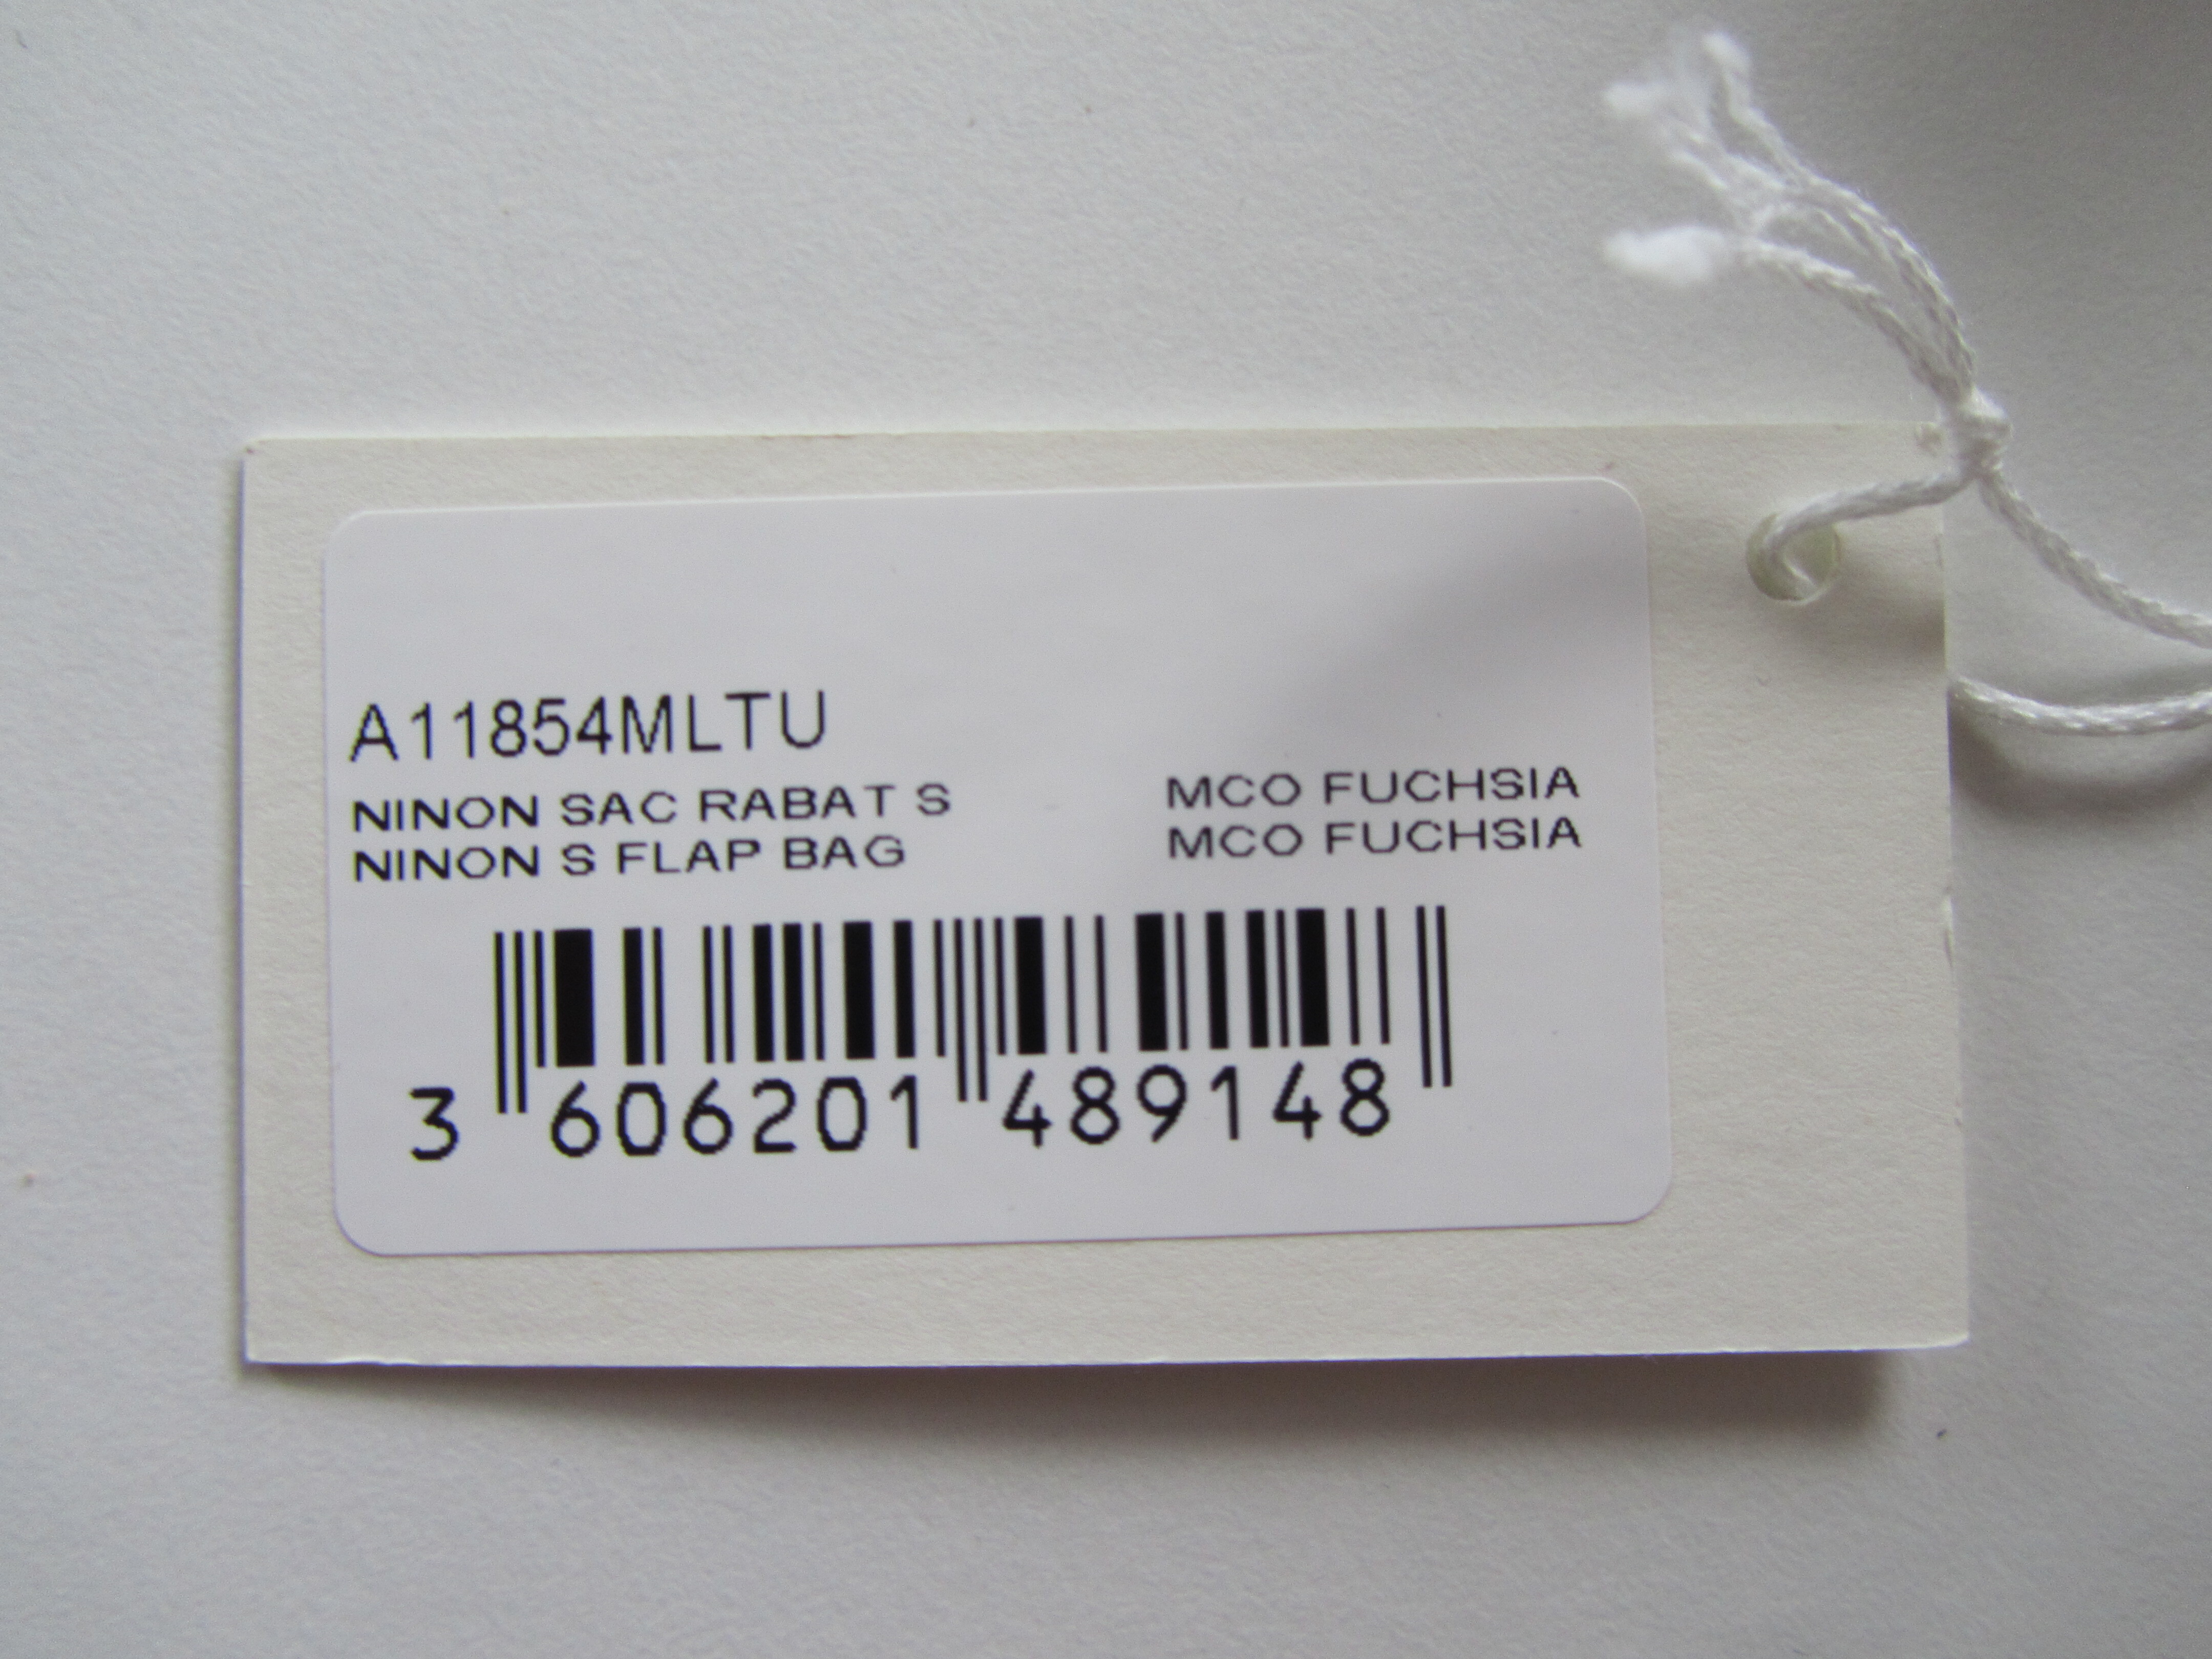 A11854MLTU
NINON SAC RABAT S MCO FUCHSIA
NINON S FLAP BAG MCO FUCHSIA
3 606201 489148